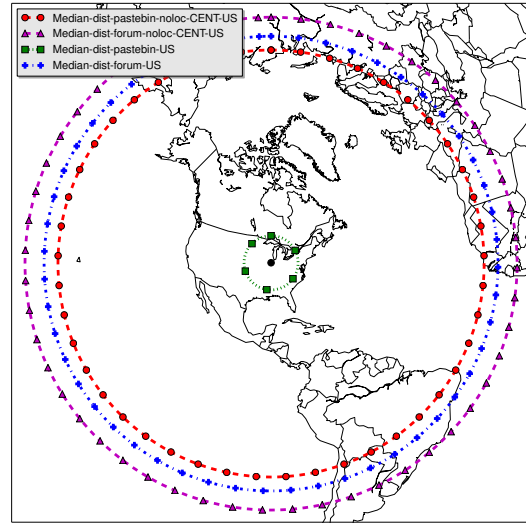 Median-dist-pastebin-noloc-CENT-US
Median-dist-forum-noloc-CENT-US
Median-dist-pastebin-US
Median-dist-forum-US